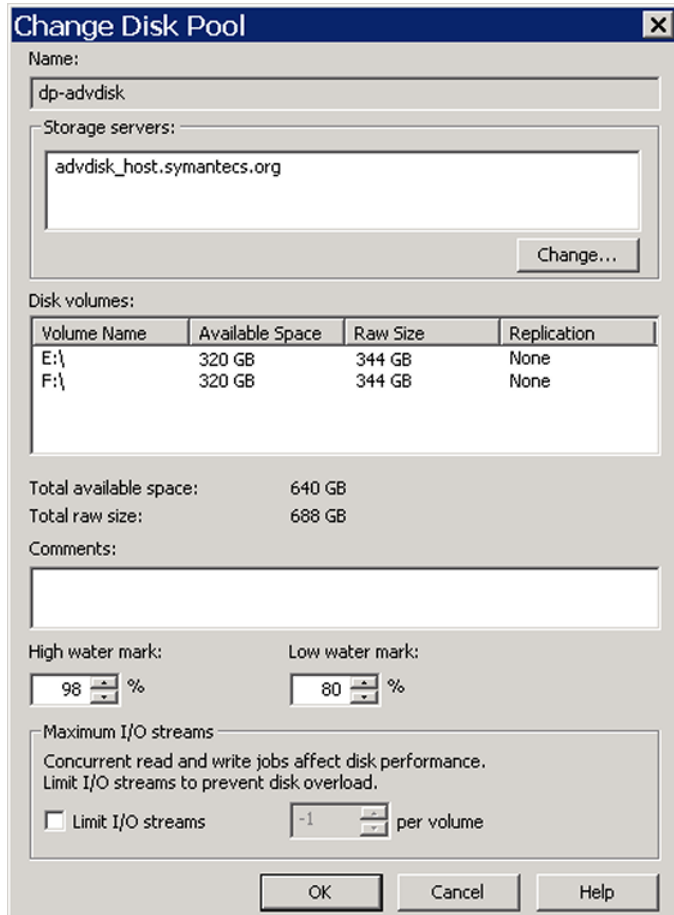 Change Disk Pool
Name:
dp-advdisk
Storage servers:
advdisk_host.symantecs.org
Change...
Disk volumes:
Volume Name Available Space Raw Size Replication
E:\ 320 GB 344 GB None
F:\ 320 GB 344 GB None
Total available space: 640 GB
Total raw size: 688 GB
Comments:
High water mark: Low water mark:
98 % 80 %
Maximum I/O streams
Concurrent read and write jobs affect disk performance.
Limit I/O streams to prevent disk overload.
Limit I/O streams -1 per volume
OK Cancel Help